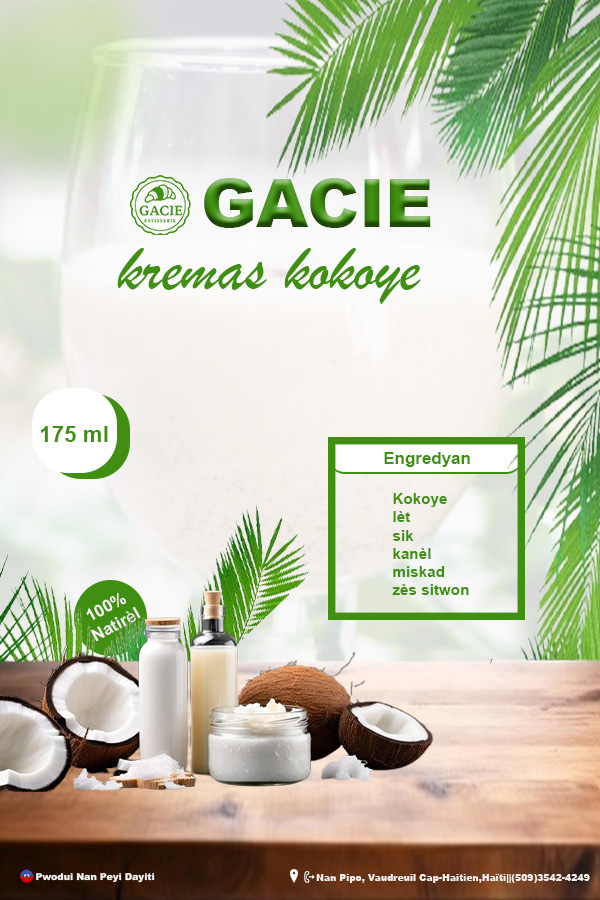 GACIE
PATISSERIE
GACIE
kremas kokoye
175 ml
Engredyan
Kokoye
lèt
sik
kanèl
miskad
zès sitwon
100%
Natirèl
Pwodui Nan Peyi Dayiti
Nan Pipo, Vaudreuil Cap-Haitien,Haïti||(509)3542-4249